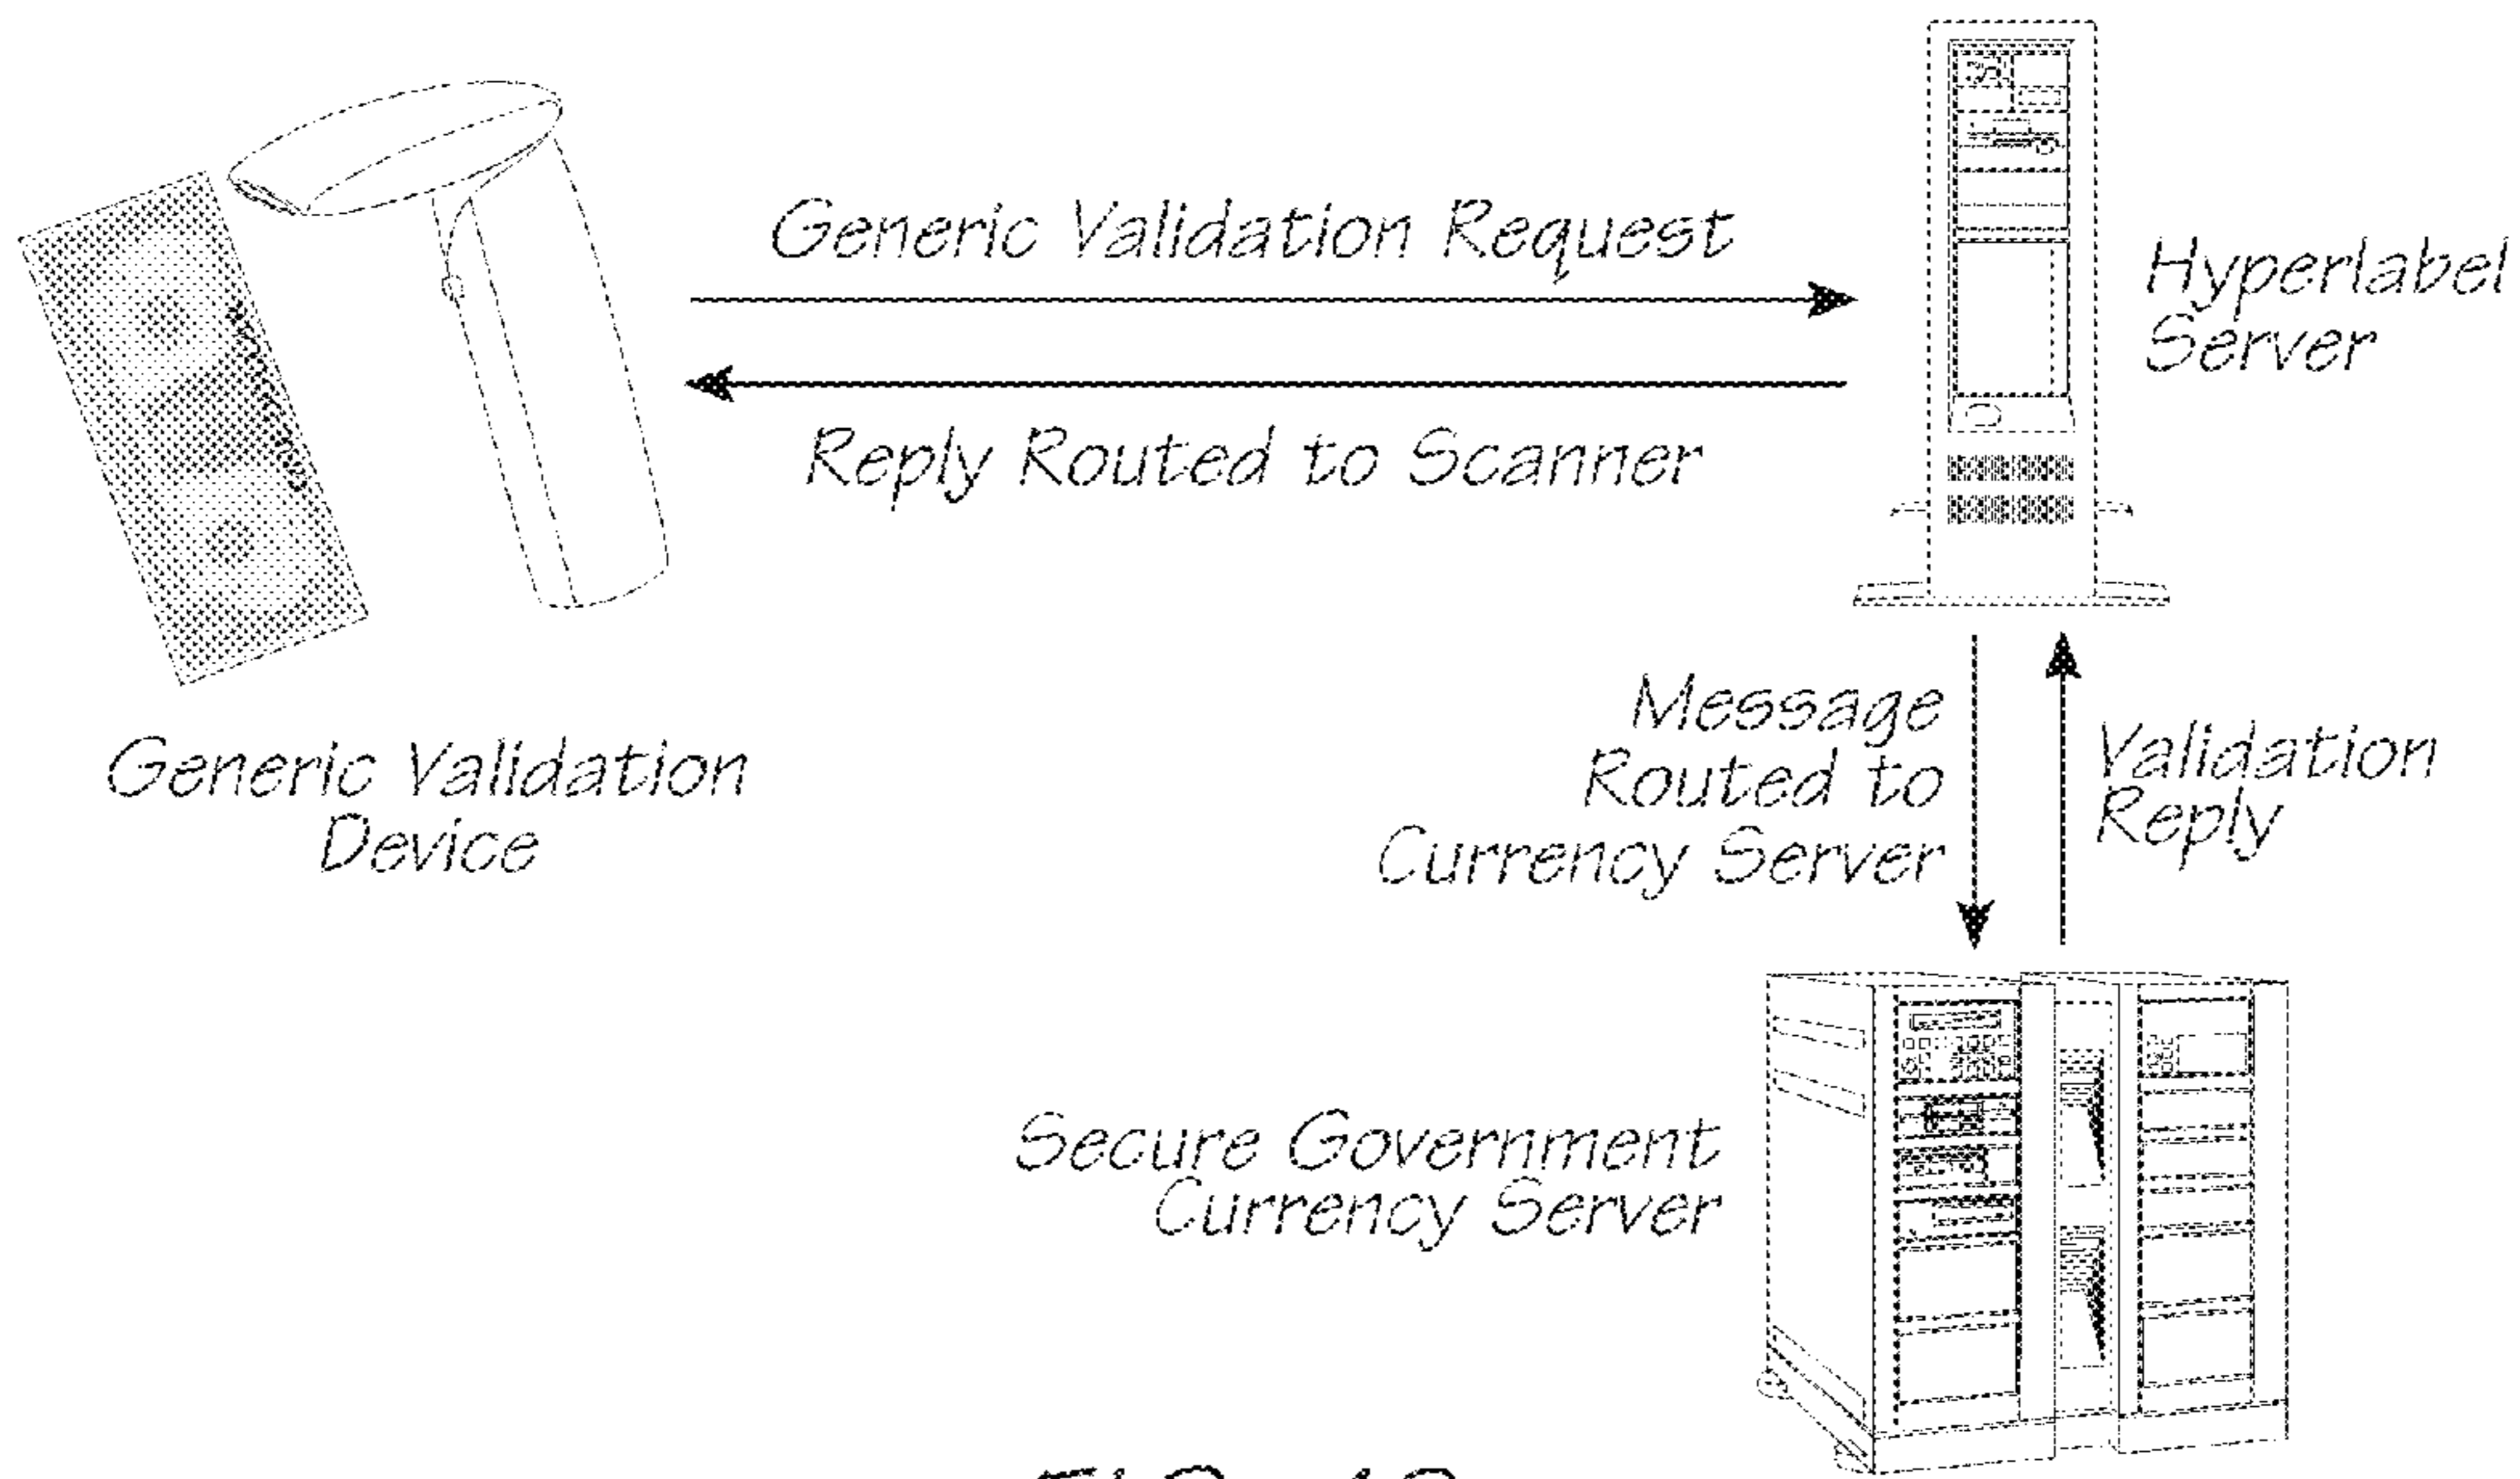 Generic Validation Request
Hyperlabel
Server
Reply Routed to Scanner
Generic Validation
Device
Message
Routed to
Currency Server
Validation
Reply
Secure Government
Currency Server